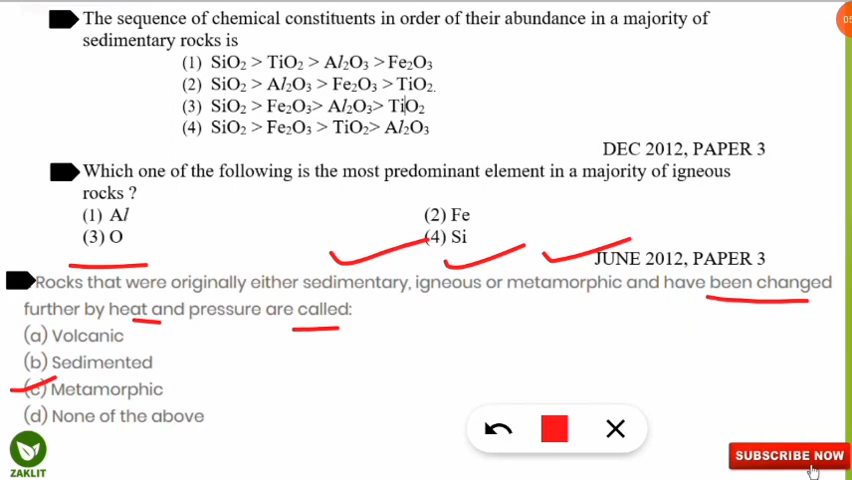 The sequence of chemical constituents in order of their abundance in a majority of
sedimentary rocks is
(1) SiO₂ > TiO₂ > Al₂O₃ > Fe₂O₃
(2) SiO₂ > Al₂O₃ > Fe₂O₃ > TiO₂.
(3) SiO₂ > Fe₂O₃> Al₂O₃> TiO₂
(4) SiO₂ > Fe₂O₃ > TiO₂> Al₂O₃
DEC 2012, PAPER 3
Which one of the following is the most predominant element in a majority of igneous
rocks ?
(1) Al (2) Fe
(3) O (4) Si
JUNE 2012, PAPER 3
Rocks that were originally either sedimentary, igneous or metamorphic and have been changed
further by heat and pressure are called:
(a) Volcanic
(b) Sedimented
(c) Metamorphic
(d) None of the above
ZAKLIT
SUBSCRIBE NOW
05